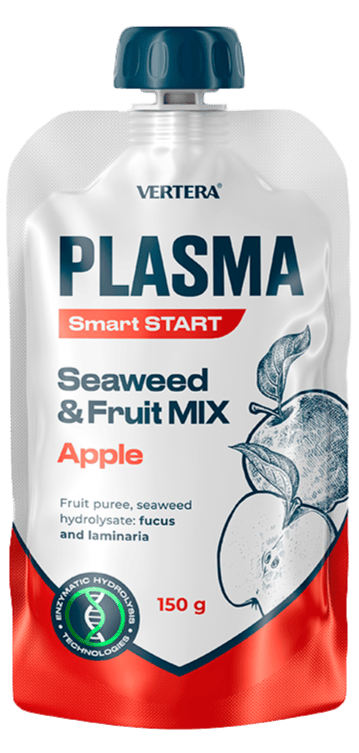 VERTERA®
PLASMA
Smart START
Seaweed
& Fruit MIX
Apple
Fruit puree, seaweed
hydrolysate: fucus
and laminaria
ENZYMATIC HYDROLYSIS
TECHNOLOGIES
150 g